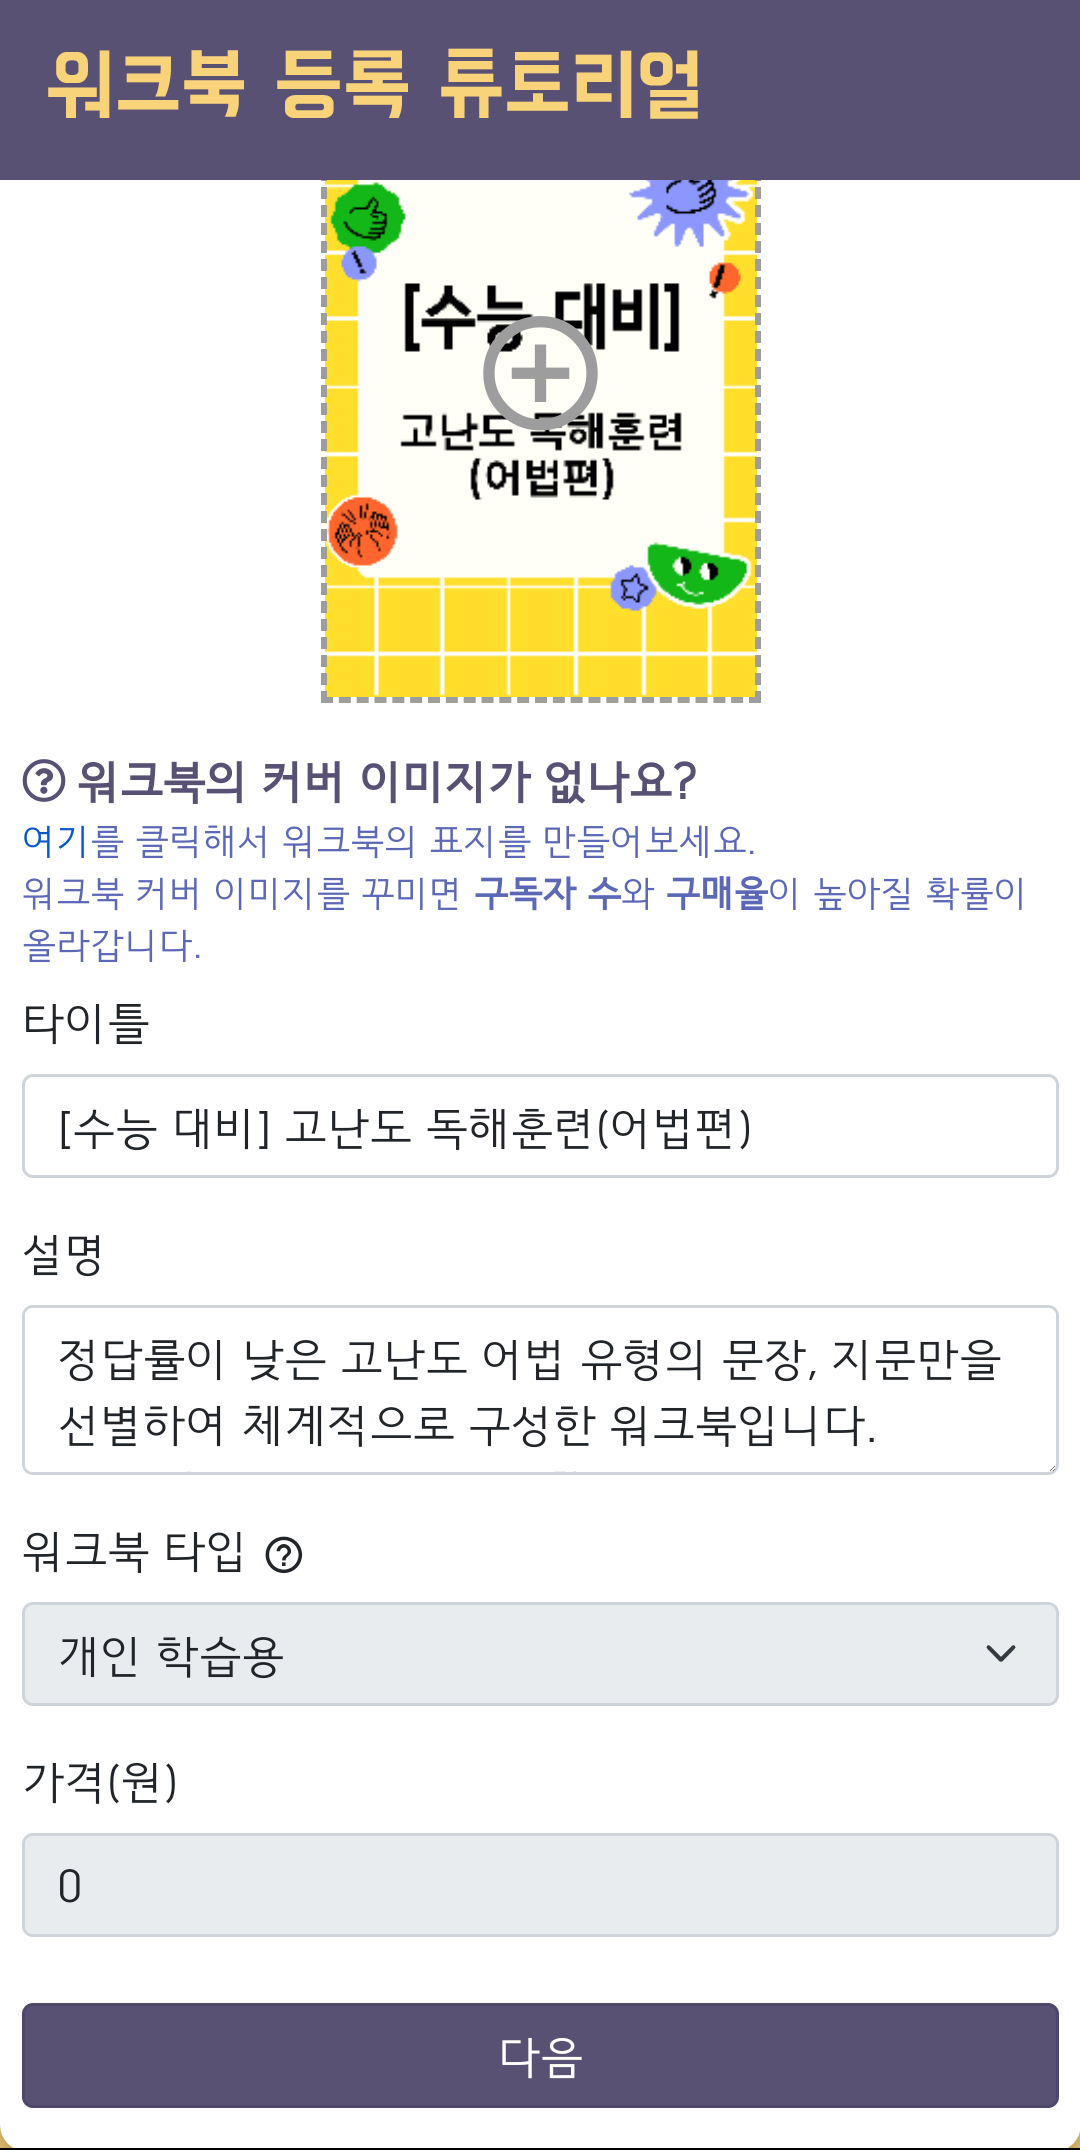 워크북 등록 튜토리얼
[수능 대비]
고난도 독해훈련
(어법편)
워크북의 커버 이미지가 없나요?
여기를 클릭해서 워크북의 표지를 만들어보세요.
워크북 커버 이미지를 꾸미면 구독자 수와 구매율이 높아질 확률이
올라갑니다.
타이틀
[수능 대비] 고난도 독해훈련(어법편)
설명
정답률이 낮은 고난도 어법 유형의 문장, 지문만을
선별하여 체계적으로 구성한 워크북입니다.
워크북 타입
개인 학습용
가격(원)
0
다음